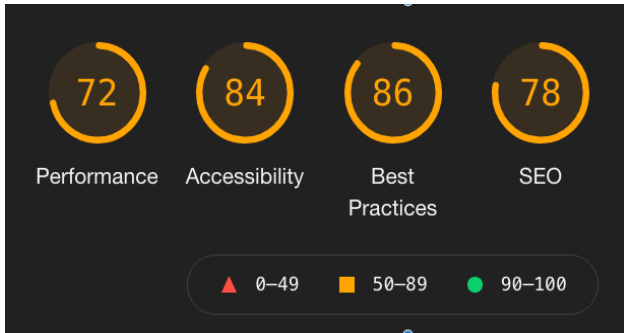 72 84 86 78
Performance Accessibility Best Practices SEO
0–49 50–89 90–100